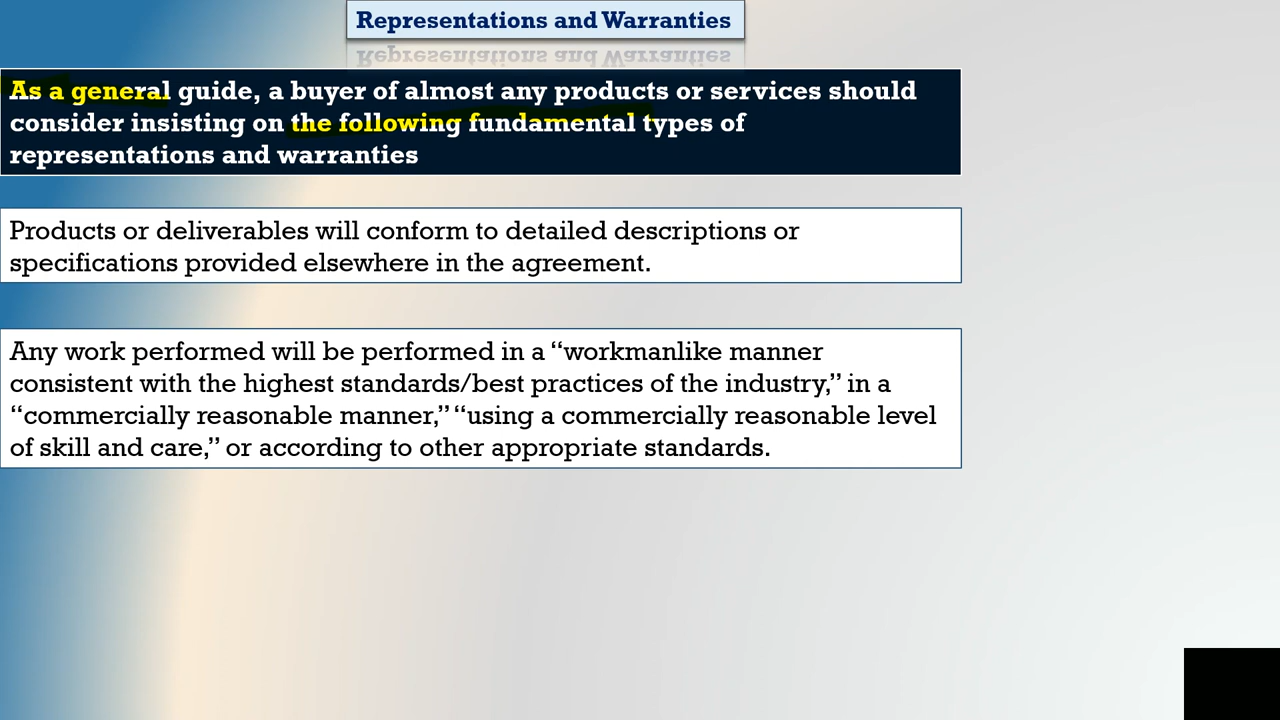 Representations and Warranties
As a general guide, a buyer of almost any products or services should
consider insisting on the following fundamental types of
representations and warranties
Products or deliverables will conform to detailed descriptions or
specifications provided elsewhere in the agreement.
Any work performed will be performed in a “workmanlike manner
consistent with the highest standards/best practices of the industry,” in a
“commercially reasonable manner,” “using a commercially reasonable level
of skill and care,” or according to other appropriate standards.